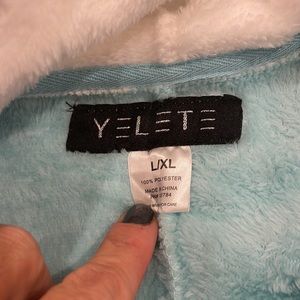 YELETE
L/XL
100% POLYESTER
MADE IN CHINA